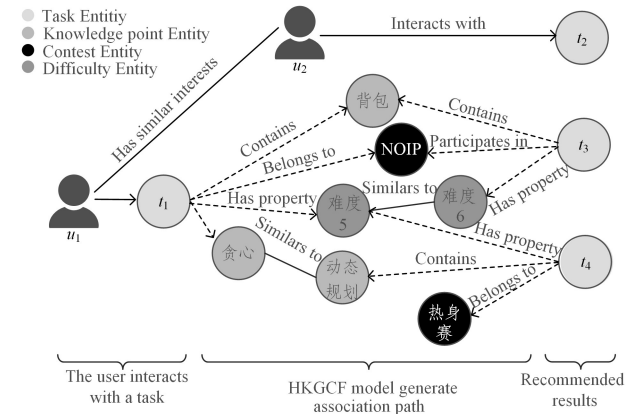 Task Entitiy
Knowledge point Entity
Contest Entity
Difficulty Entity
u2
Interacts with
t2
Has similar interests
背包
Contains
Contains
NOIP
Participates in
t3
Belongs to
u1
t1
Has property
难度
5
Similars to
难度
6
Has property
贪心
Similars to
动态
规划
Has property
Contains
t4
Belongs to
热身
赛
The user interacts
with a task
HKGCF model generate
association path
Recommended
results